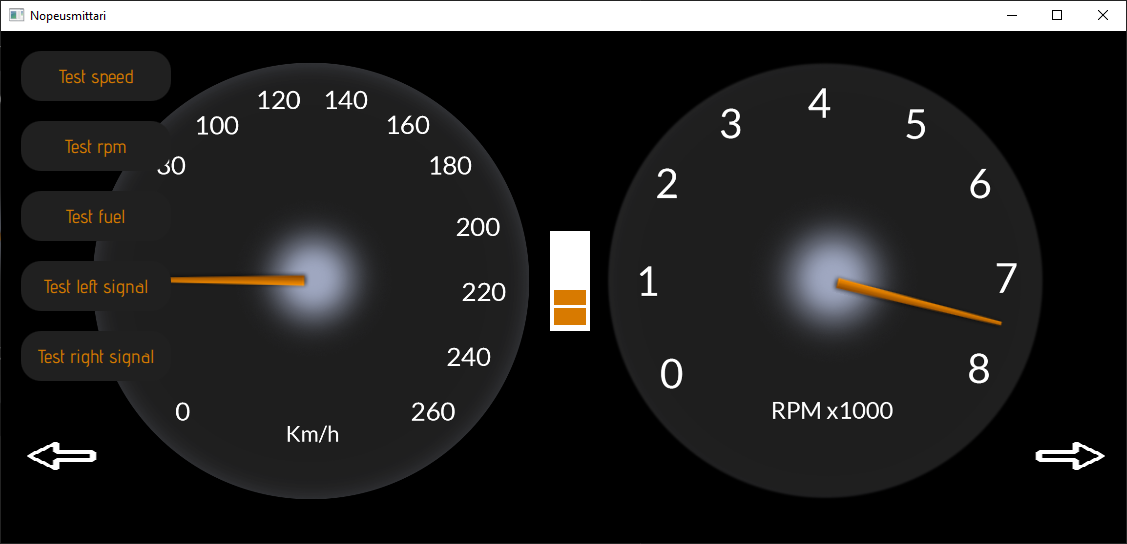 Nopeusmittari
Test speed
Test rpm
Test fuel
Test left signal
Test right signal
0
80
100
120
140
160
180
200
220
240
260
Km/h
0
1
2
3
4
5
6
7
8
RPM x1000